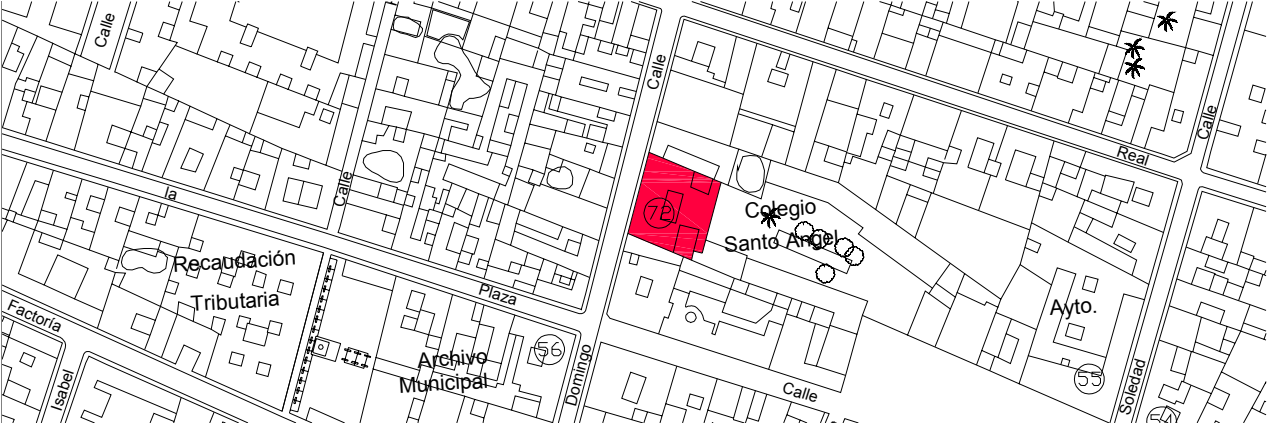 Calle
Calle
Calle
Real
la
Calle
72
Colegio
Santo Angel
Recaudación
Tributaria
Plaza
Ayto.
Factoría
Archivo
Municipal
56
Domingo
Isabel
Calle
55
Soledad
54